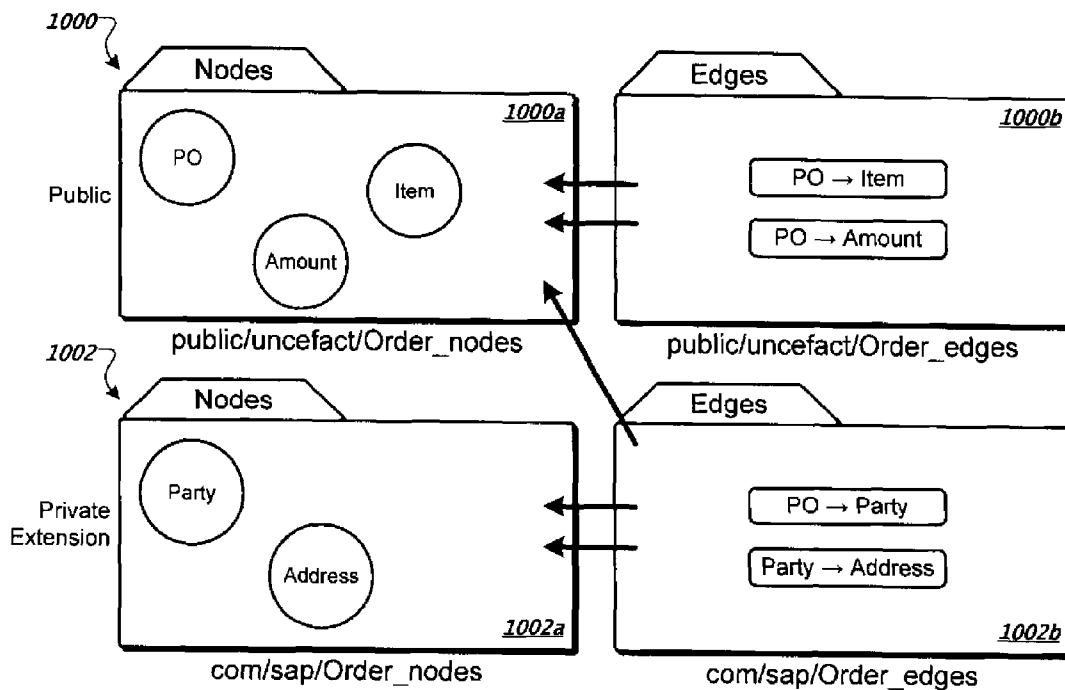 1000
Nodes
Edges
1000a
1000b
PO
Item
Amount
Public
PO → Item
PO → Amount
public/uncefact/Order_nodes
public/uncefact/Order_edges
1002
Nodes
Edges
Party
Address
Private
Extension
PO → Party
Party → Address
1002a
1002b
com/sap/Order_nodes
com/sap/Order_edges